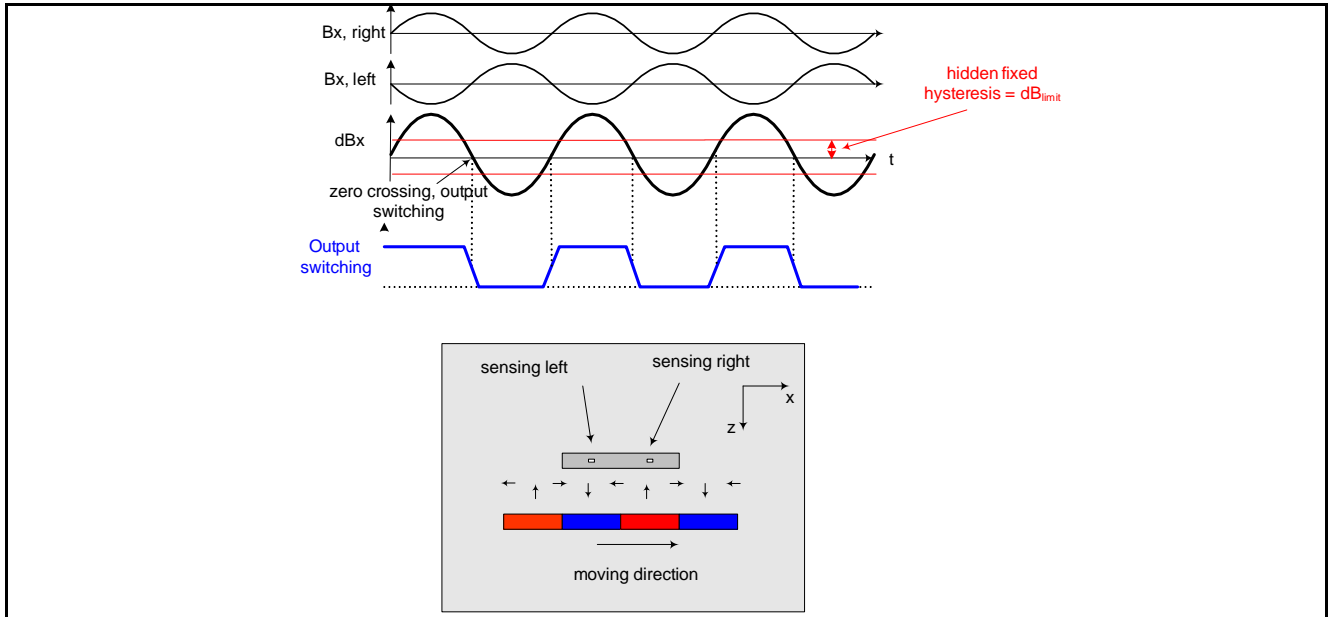 Bx, right
Bx, left
hidden fixed
hysteresis = dBlimit
dBx
t
zero crossing, output
switching
Output
switching
sensing left
sensing right
x
z
moving direction